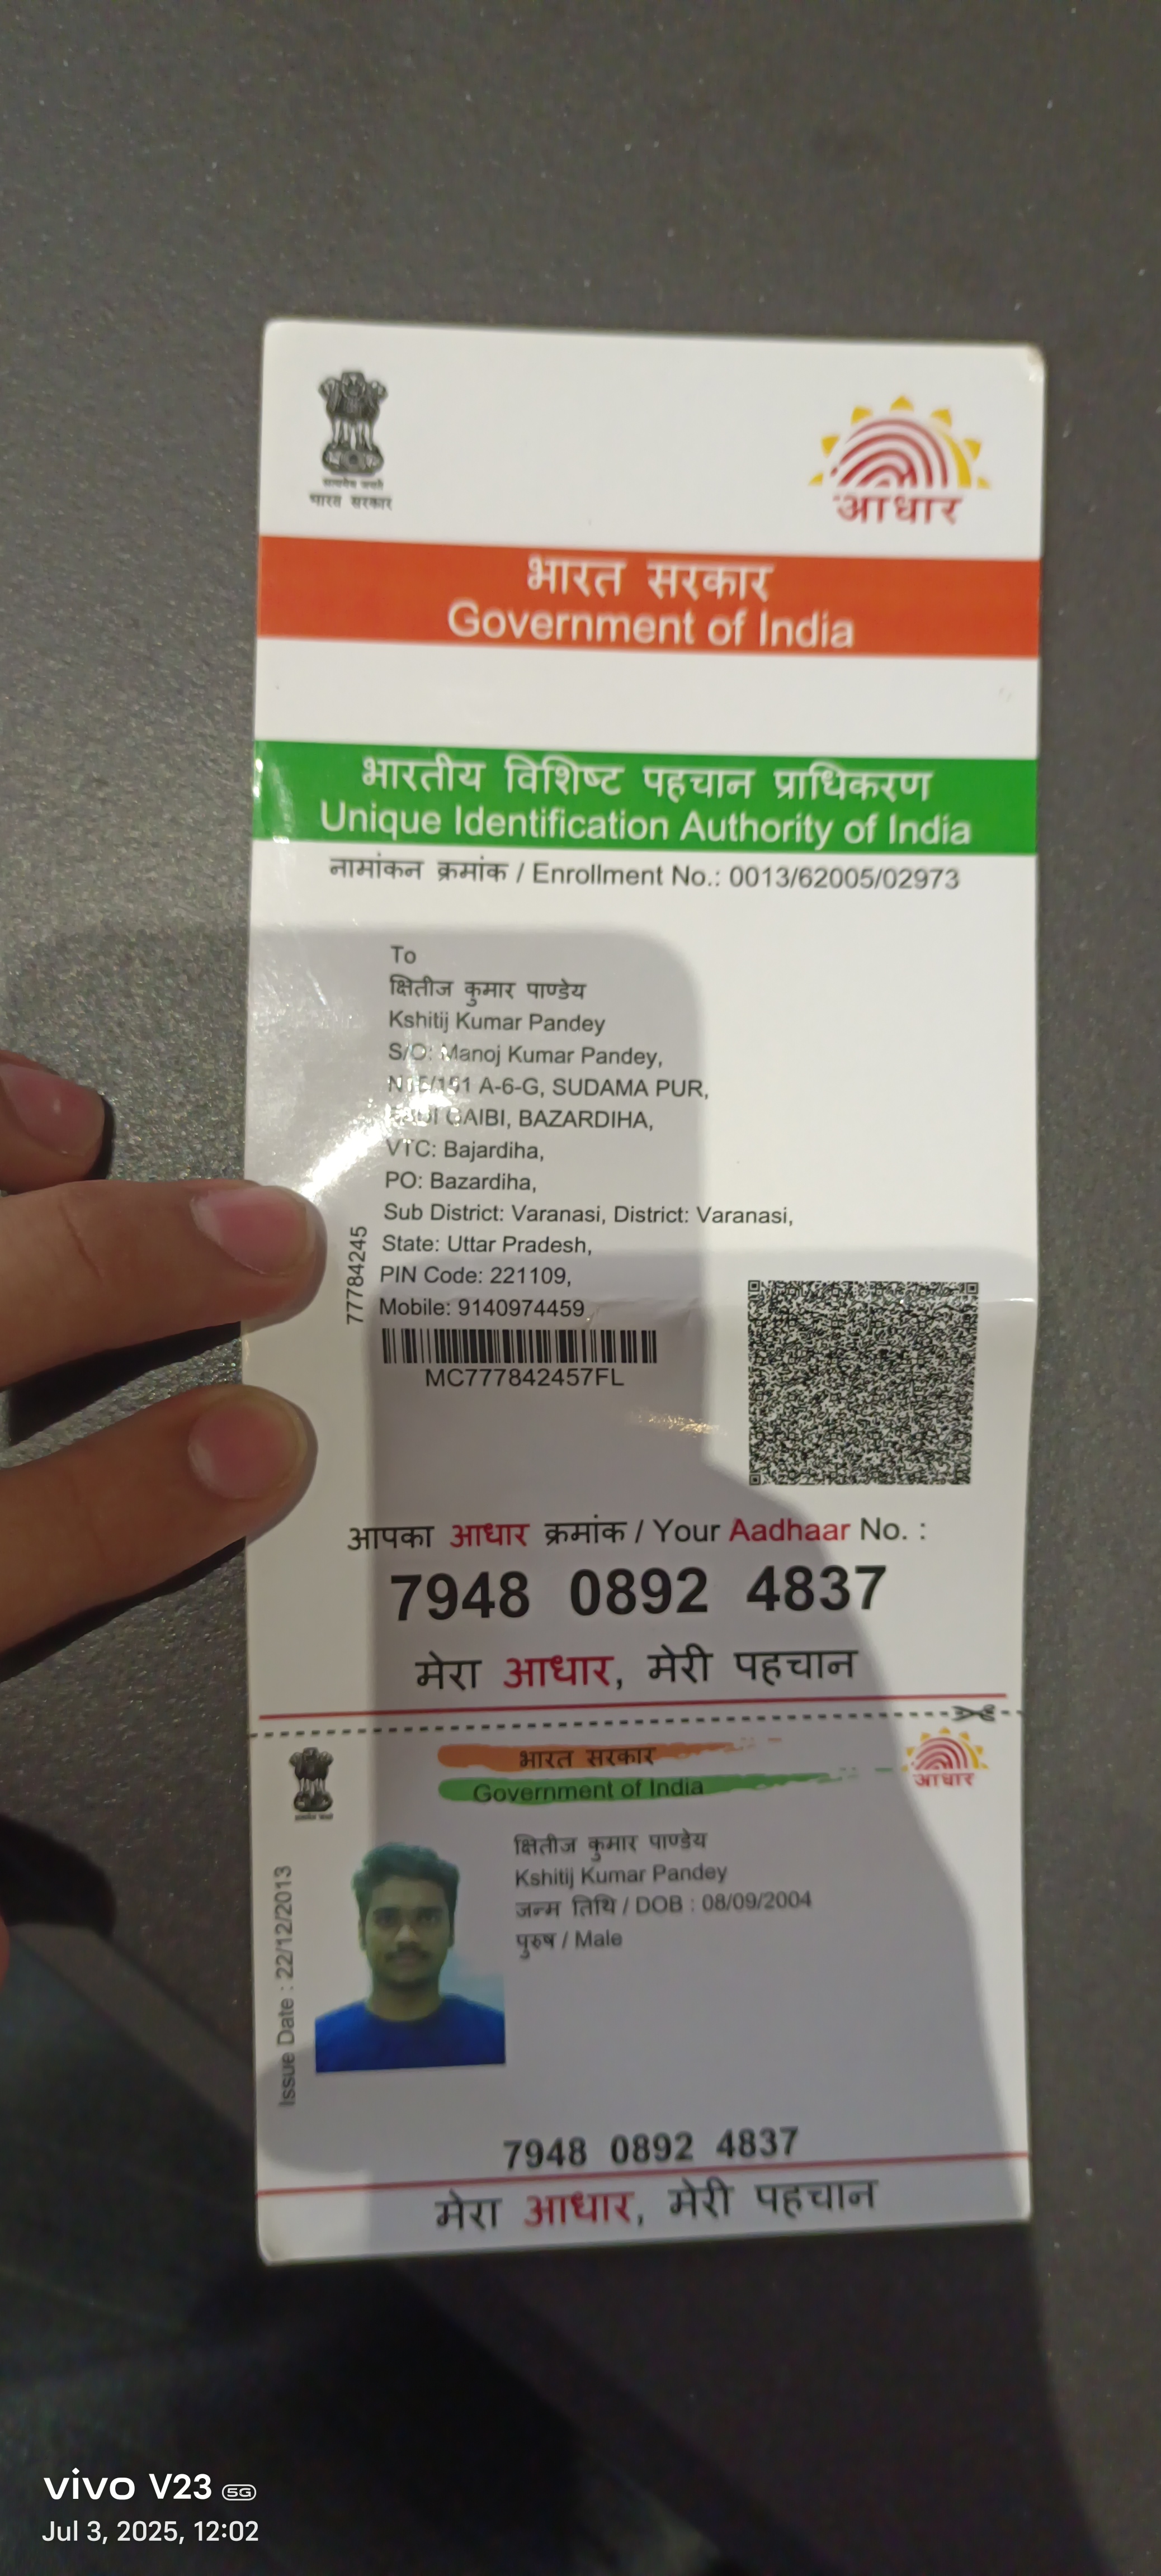 भारत सरकार
आधार
भारत सरकार
Government of India
भारतीय विशिष्ट पहचान प्राधिकरण
Unique Identification Authority of India
नामांकन क्रमांक / Enrollment No.: 0013/62005/02973
To
क्षितीज कुमार पाण्डेय
Kshitij Kumar Pandey
S/O: Manoj Kumar Pandey,
A-6-G, SUDAMA PUR,
GAIBI, BAZARDIHA,
VTC: Bajardiha,
PO: Bazardiha,
Sub District: Varanasi, District: Varanasi,
State: Uttar Pradesh,
PIN Code: 221109,
Mobile: 9140974459
77784245
MC777842457FL
आपका आधार क्रमांक / Your Aadhaar No. :
7948 0892 4837
मेरा आधार, मेरी पहचान
भारत सरकार
Government of India
आधार
क्षितीज कुमार पाण्डेय
Kshitij Kumar Pandey
जन्म तिथि / DOB : 08/09/2004
पुरुष / Male
Issue Date : 22/12/2013
7948 0892 4837
मेरा आधार, मेरी पहचान
vivo V23 5G
Jul 3, 2025, 12:02